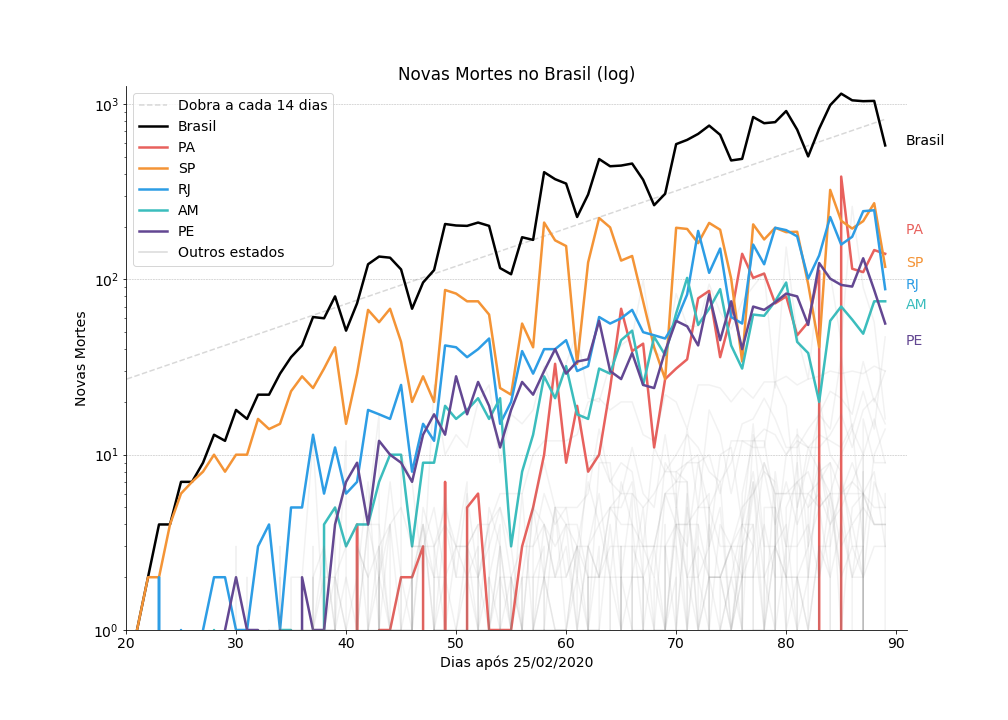 Novas Mortes no Brasil (log)
Dobra a cada 14 dias
Brasil
PA
SP
RJ
AM
PE
Outros estados
Novas Mortes
10³
10²
10¹
10⁰
Brasil
PA
SP
RJ
AM
PE
20 30 40 50 60 70 80 90
Dias após 25/02/2020